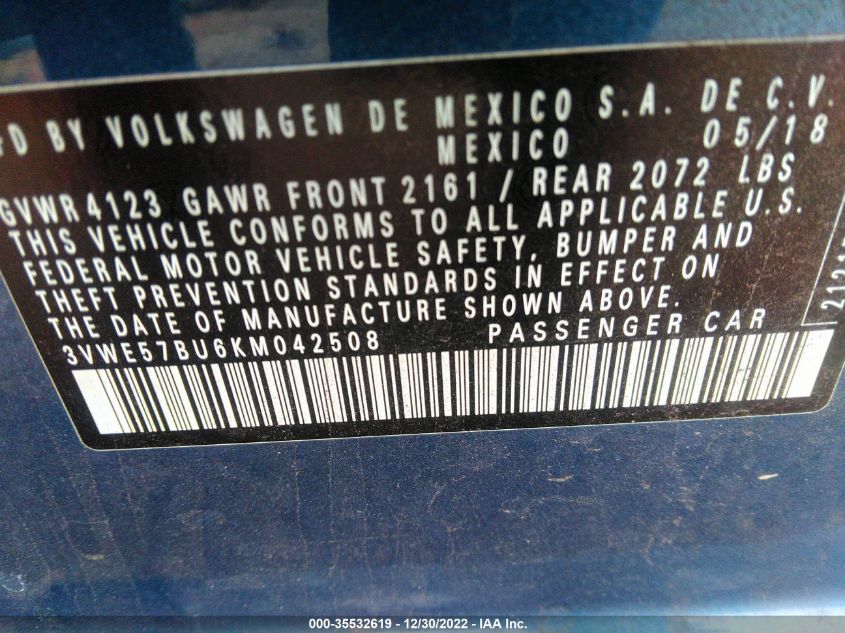 MFD BY VOLKSWAGEN DE MEXICO S.A. DE C.V.
MEXICO 05/18
GVWR 4123 GAWR FRONT 2161 / REAR 2072 LBS
THIS VEHICLE CONFORMS TO ALL APPLICABLE U.S.
FEDERAL MOTOR VEHICLE SAFETY, BUMPER AND
THEFT PREVENTION STANDARDS IN EFFECT ON
THE DATE OF MANUFACTURE SHOWN ABOVE.
3VWE57BU6KM042508 PASSENGER CAR
000-35532619 - 12/30/2022 - IAA Inc.